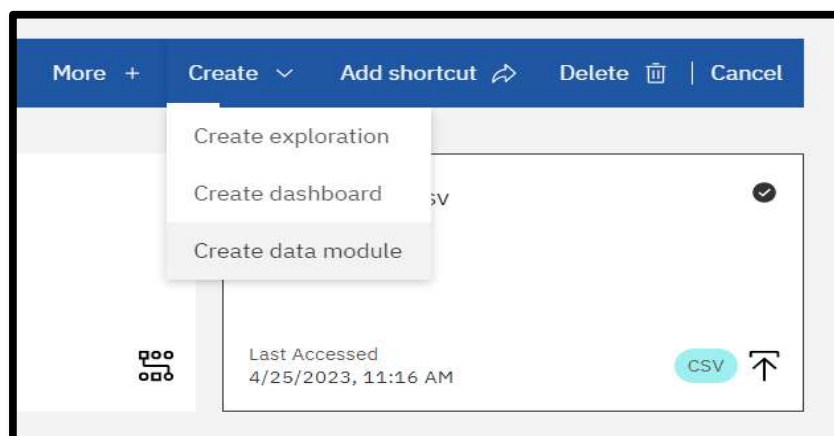 More + Create Add shortcut Delete | Cancel
Create exploration
Create dashboard
sv
Create data module
Last Accessed
4/25/2023, 11:16 AM
CSV